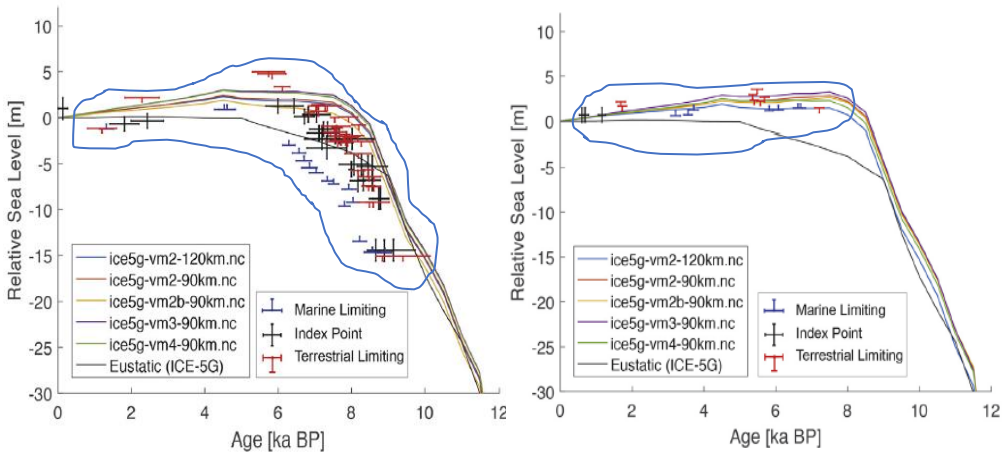 10
5
0
-5
-10
-15
-20
-25
-30
Relative Sea Level [m]
ice5g-vm2-120km.nc
ice5g-vm2-90km.nc
ice5g-vm2b-90km.nc
ice5g-vm3-90km.nc
ice5g-vm4-90km.nc
Eustatic (ICE-5G)
Marine Limiting
Index Point
Terrestrial Limiting
0 2 4 6 8 10 12
Age [ka BP]
10
5
0
-5
-10
-15
-20
-25
-30
Relative Sea Level [m]
ice5g-vm2-120km.nc
ice5g-vm2-90km.nc
ice5g-vm2b-90km.nc
ice5g-vm3-90km.nc
ice5g-vm4-90km.nc
Eustatic (ICE-5G)
Marine Limiting
Index Point
Terrestrial Limiting
0 2 4 6 8 10 12
Age [ka BP]